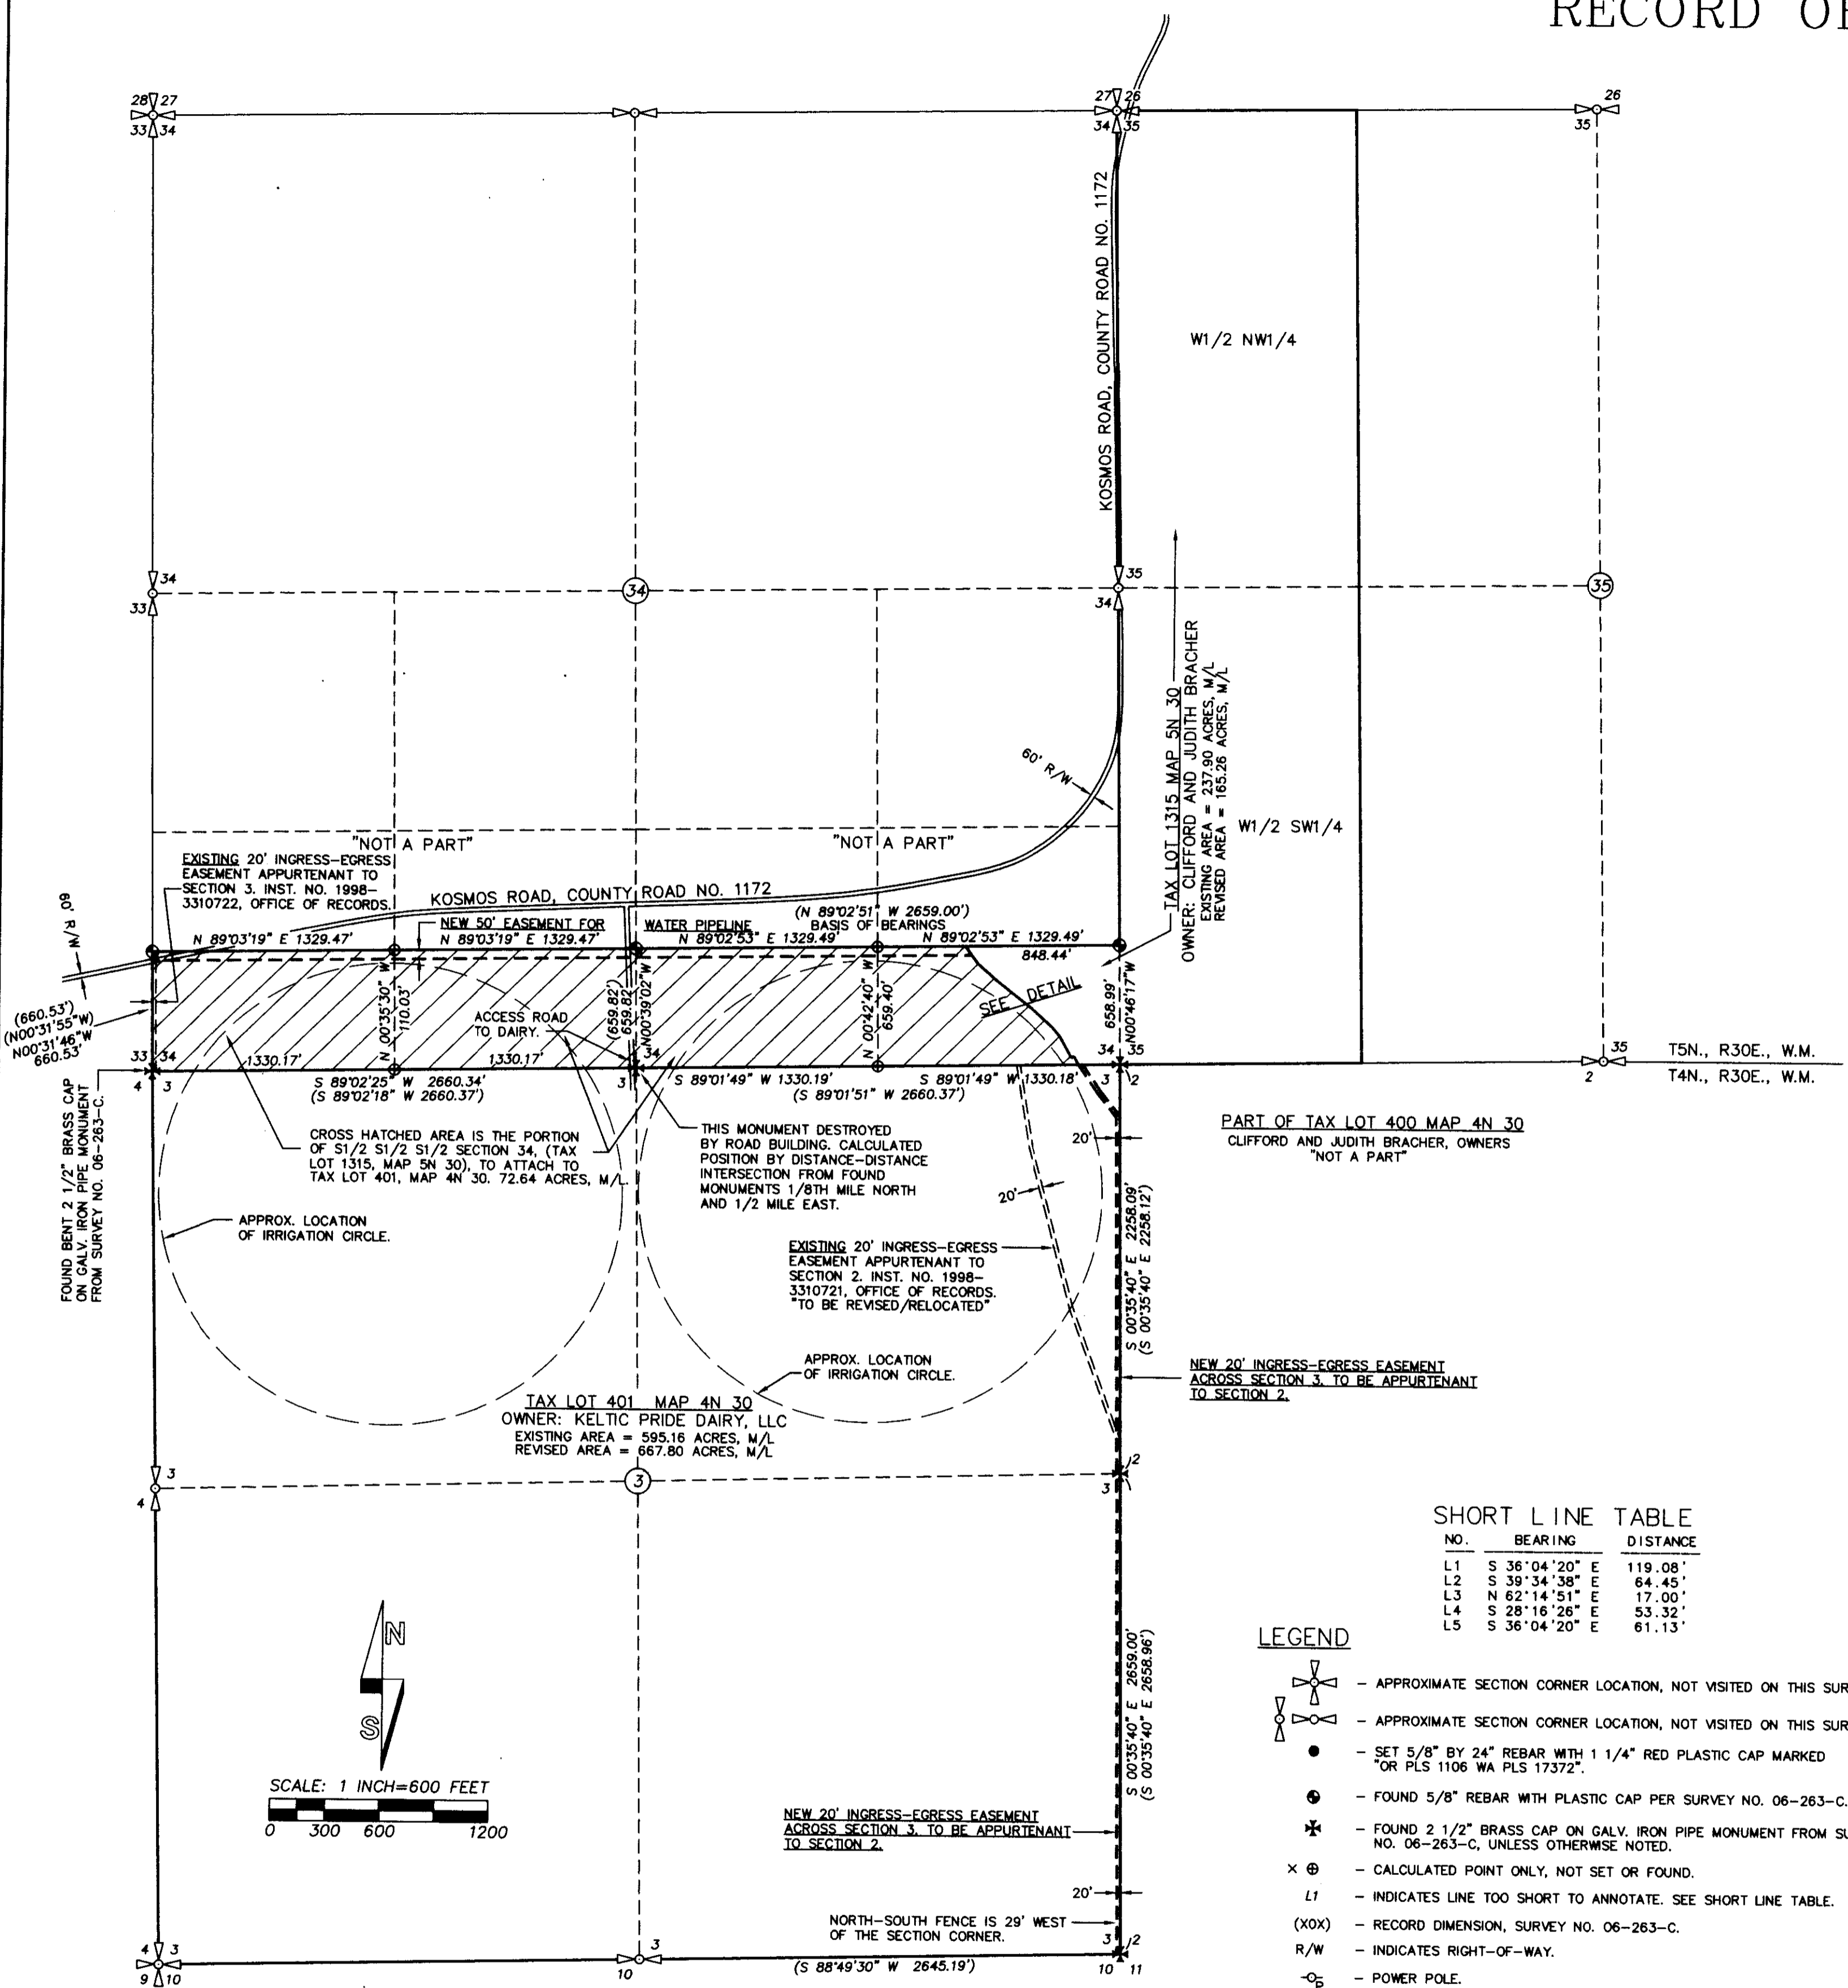 RECORD OF
28 27
33 34
27 26
34 35
26
35
KOSMOS ROAD, COUNTY ROAD NO. 1172
W1/2 NW1/4
34
33
34
35
34
35
TAX LOT 1315 MAP 5N 30
OWNER: CLIFFORD AND JUDITH BRACHER
EXISTING AREA = 237.90 ACRES, M/L
REVISED AREA = 165.26 ACRES, M/L
60' R/W
W1/2 SW1/4
"NOT A PART"
"NOT A PART"
EXISTING 20' INGRESS-EGRESS
EASEMENT APPURTENANT TO
SECTION 3. INST. NO. 1998-
3310722, OFFICE OF RECORDS.
KOSMOS ROAD, COUNTY ROAD NO. 1172
60' R/W
NEW 50' EASEMENT FOR WATER PIPELINE
(N 89°02'51" W 2659.00')
BASIS OF BEARINGS
N 89°03'19" E 1329.47'
N 89°03'19" E 1329.47'
N 89°02'53" E 1329.49'
N 89°02'53" E 1329.49'
848.44'
SEE DETAIL
(660.53')
(N00°31'55"W)
N00°31'46"W
660.53'
N 00°35'30" W
110.03'
(659.82')
659.82'
N00°39'02"W
N 00°42'40" W
659.40'
658.99'
N00°46'17"W
ACCESS ROAD
TO DAIRY.
33 34
4 3
1330.17'
1330.17'
34
3
34 35
3 2
35
2
T5N., R30E., W.M.
T4N., R30E., W.M.
S 89°02'25" W 2660.34'
(S 89°02'18" W 2660.37')
S 89°01'49" W 1330.19'
S 89°01'49" W 1330.18'
(S 89°01'51" W 2660.37')
FOUND BENT 2 1/2" BRASS CAP
ON GALV. IRON PIPE MONUMENT
FROM SURVEY NO. 06-263-C.
CROSS HATCHED AREA IS THE PORTION
OF S1/2 S1/2 S1/2 SECTION 34, (TAX
LOT 1315, MAP 5N 30), TO ATTACH TO
TAX LOT 401, MAP 4N 30. 72.64 ACRES, M/L.
THIS MONUMENT DESTROYED
BY ROAD BUILDING. CALCULATED
POSITION BY DISTANCE-DISTANCE
INTERSECTION FROM FOUND
MONUMENTS 1/8TH MILE NORTH
AND 1/2 MILE EAST.
PART OF TAX LOT 400 MAP 4N 30
CLIFFORD AND JUDITH BRACHER, OWNERS
"NOT A PART"
20'
20'
APPROX. LOCATION
OF IRRIGATION CIRCLE.
EXISTING 20' INGRESS-EGRESS
EASEMENT APPURTENANT TO
SECTION 2. INST. NO. 1998-
3310721, OFFICE OF RECORDS.
"TO BE REVISED/RELOCATED"
S 00°35'40" E 2258.09'
(S 00°35'40" E 2258.12')
APPROX. LOCATION
OF IRRIGATION CIRCLE.
NEW 20' INGRESS-EGRESS EASEMENT
ACROSS SECTION 3. TO BE APPURTENANT
TO SECTION 2.
TAX LOT 401 MAP 4N 30
OWNER: KELTIC PRIDE DAIRY, LLC
EXISTING AREA = 595.16 ACRES, M/L
REVISED AREA = 667.80 ACRES, M/L
3
4
3
2
3
SHORT LINE TABLE
NO. BEARING DISTANCE
L1 S 36°04'20" E 119.08'
L2 S 39°34'38" E 64.45'
L3 N 62°14'51" E 17.00'
L4 S 28°16'26" E 53.32'
L5 S 36°04'20" E 61.13'
N
S
SCALE: 1 INCH=600 FEET
0 300 600 1200
S 00°35'40" E 2659.00'
(S 00°35'40" E 2658.96')
LEGEND
- APPROXIMATE SECTION CORNER LOCATION, NOT VISITED ON THIS SUR
- APPROXIMATE SECTION CORNER LOCATION, NOT VISITED ON THIS SUR
- SET 5/8" BY 24" REBAR WITH 1 1/4" RED PLASTIC CAP MARKED
"OR PLS 1106 WA PLS 17372".
- FOUND 5/8" REBAR WITH PLASTIC CAP PER SURVEY NO. 06-263-C.
- FOUND 2 1/2" BRASS CAP ON GALV. IRON PIPE MONUMENT FROM SU
NO. 06-263-C, UNLESS OTHERWISE NOTED.
- CALCULATED POINT ONLY, NOT SET OR FOUND.
L1 - INDICATES LINE TOO SHORT TO ANNOTATE. SEE SHORT LINE TABLE.
(XOX) - RECORD DIMENSION, SURVEY NO. 06-263-C.
R/W - INDICATES RIGHT-OF-WAY.
- POWER POLE.
NEW 20' INGRESS-EGRESS EASEMENT
ACROSS SECTION 3. TO BE APPURTENANT
TO SECTION 2.
20'
NORTH-SOUTH FENCE IS 29' WEST
OF THE SECTION CORNER.
4 3
9 10
3
10
3 2
10 11
(S 88°49'30" W 2645.19')